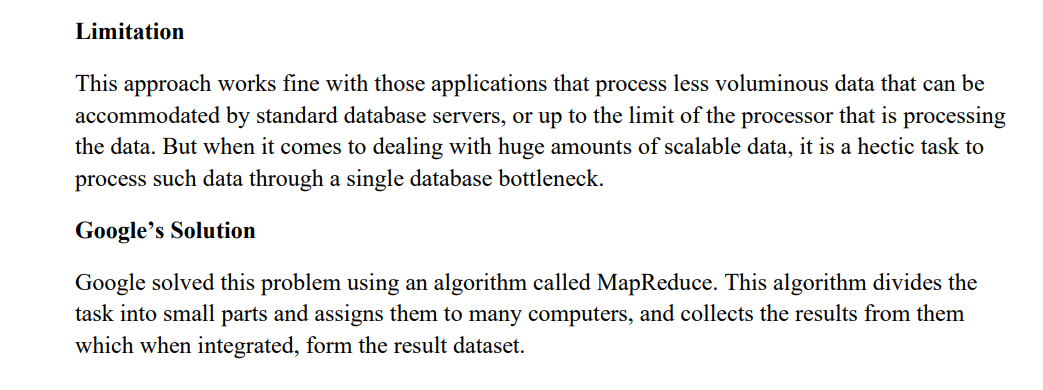 Limitation
This approach works fine with those applications that process less voluminous data that can be
accommodated by standard database servers, or up to the limit of the processor that is processing
the data. But when it comes to dealing with huge amounts of scalable data, it is a hectic task to
process such data through a single database bottleneck.
Google’s Solution
Google solved this problem using an algorithm called MapReduce. This algorithm divides the
task into small parts and assigns them to many computers, and collects the results from them
which when integrated, form the result dataset.